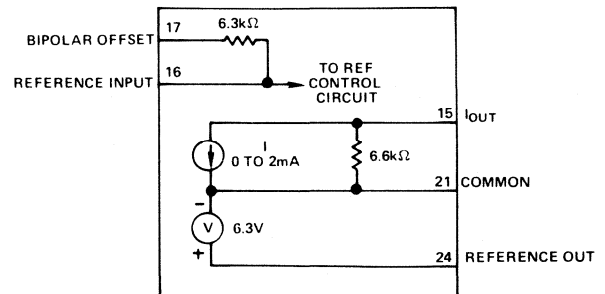 17
6.3kΩ
BIPOLAR OFFSET
REFERENCE INPUT
16
TO REF
CONTROL
CIRCUIT
15
IOUT
I
0 TO 2mA
6.6kΩ
21
COMMON
−
V
6.3V
+
24
REFERENCE OUT